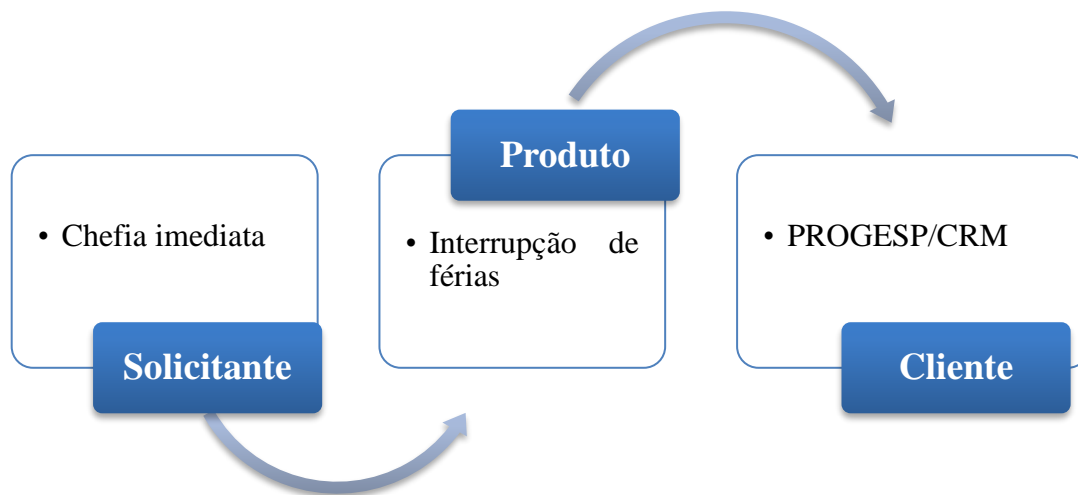 • Chefia imediata
Solicitante
Produto
• Interrupção de
férias
• PROGESP/CRM
Cliente